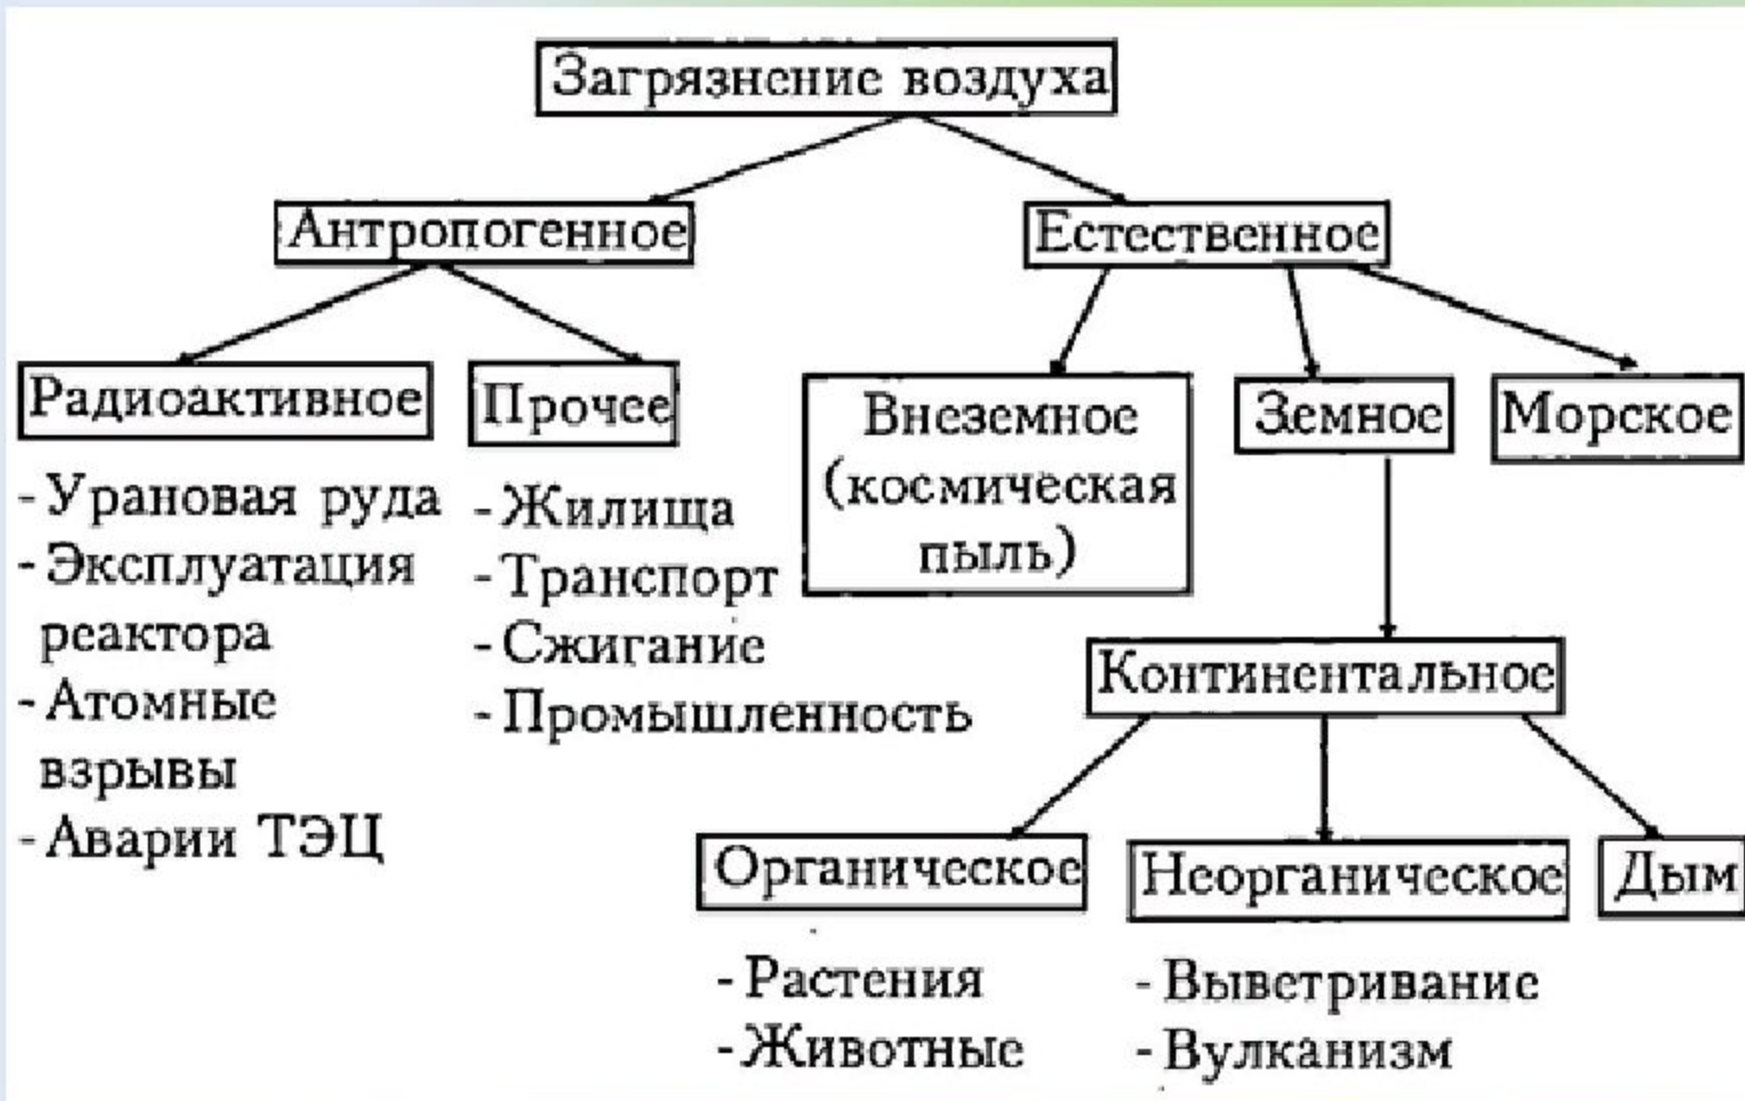 Загрязнение воздуха
Антропогенное
Естественное
Радиоактивное
Прочее
Внеземное
(космическая
пыль)
Земное
Морское
- Урановая руда
- Эксплуатация
реактора
- Атомные
взрывы
- Аварии ТЭЦ
- Жилища
- Транспорт
- Сжигание
- Промышленность
Континентальное
Органическое
Неорганическое
Дым
- Растения
- Животные
- Выветривание
- Вулканизм